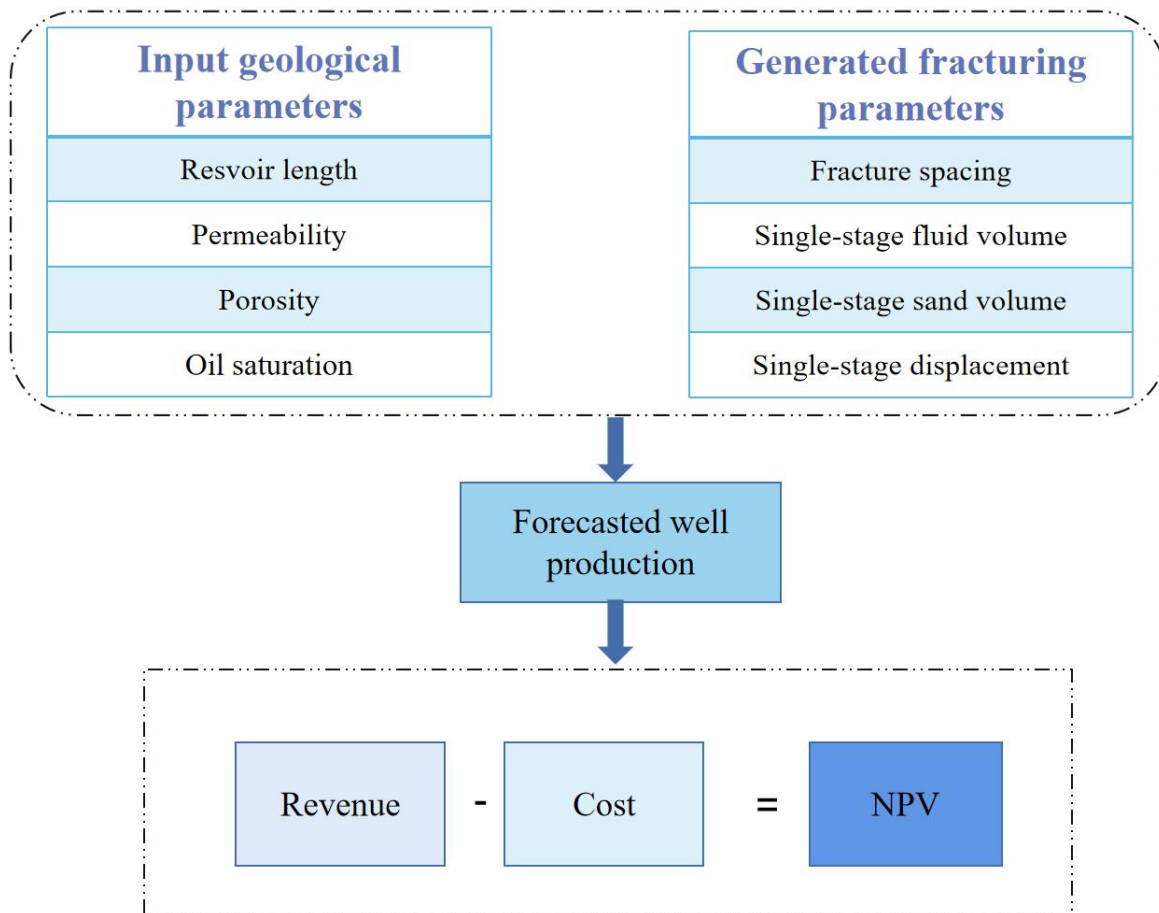 Input geological
parameters
Resvoir length
Permeability
Porosity
Oil saturation
Generated fracturing
parameters
Fracture spacing
Single-stage fluid volume
Single-stage sand volume
Single-stage displacement
Forecasted well
production
Revenue - Cost = NPV